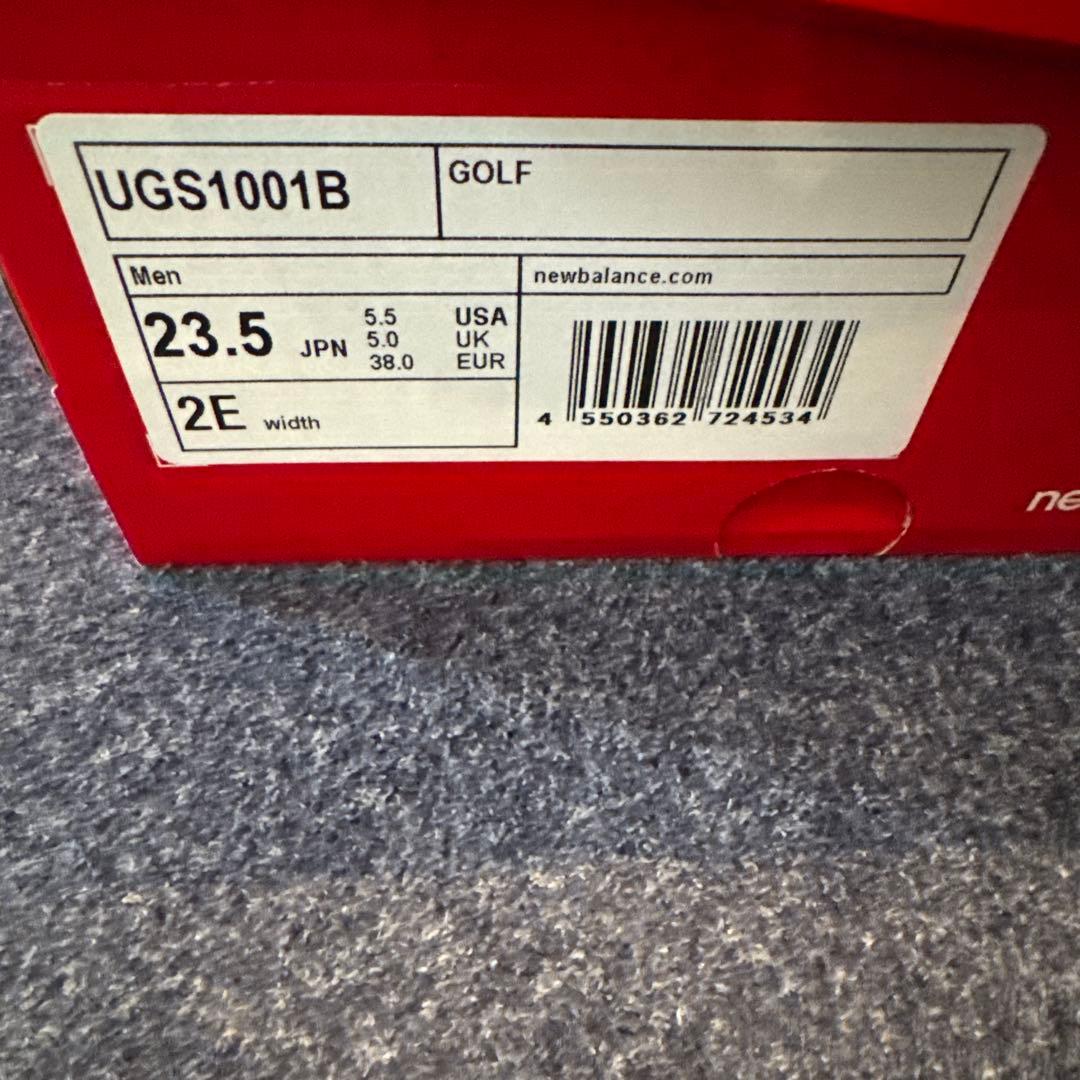 UGS1001B
GOLF
Men
newbalance.com
23.5 JPN
5.5 USA
5.0 UK
38.0 EUR
2E width
4 550362 724534
ne